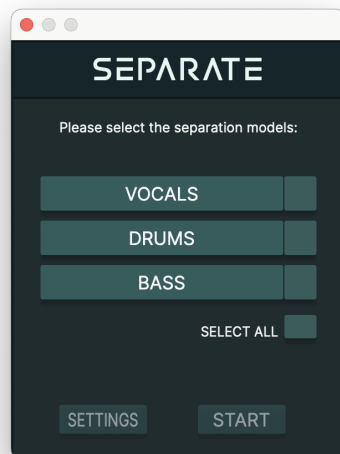 SEPARATE
Please select the separation models:
VOCALS
DRUMS
BASS
SELECT ALL
SETTINGS START